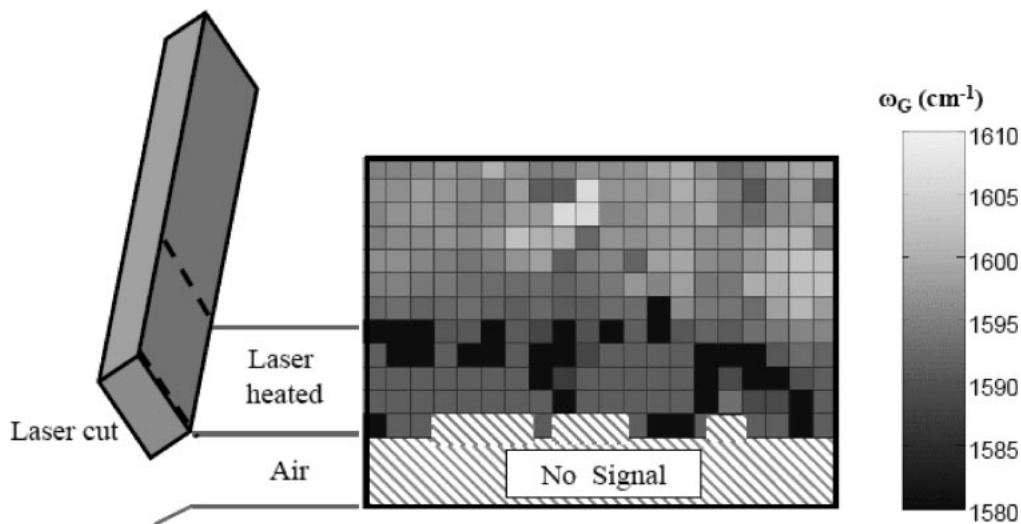 ω_G (cm⁻¹)
1610
1605
1600
1595
1590
1585
1580
Laser
heated
Laser cut
Air
No Signal